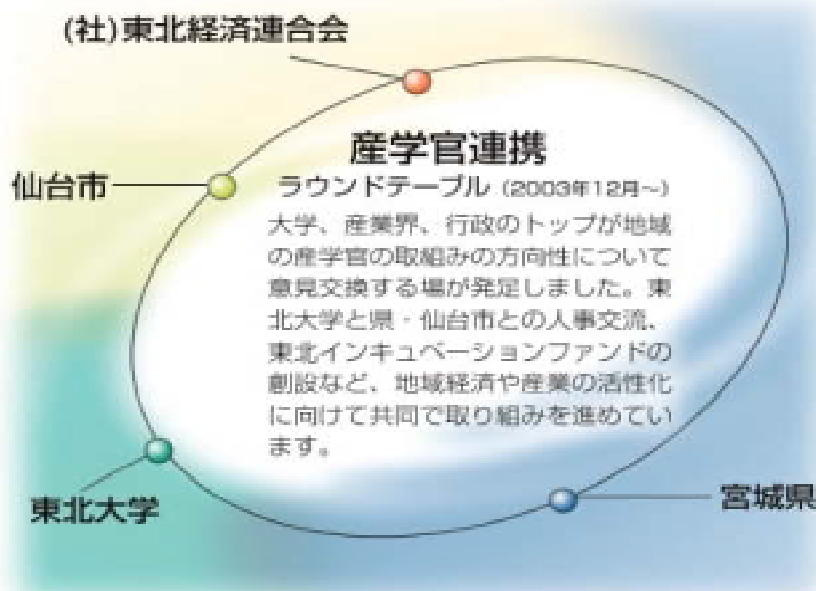 (社)東北経済連合会
産学官連携
仙台市
ラウンドテーブル(2003年12月~)
大学、産業界、行政のトップが地域
の産学官の取組みの方向性について
意見交換する場が発足しました。東
北大学と県・仙台市との人事交流、
東北インキュベーションファンドの
創設など、地域経済や産業の活性化
に向けて共同で取り組みを進めてい
ます。
東北大学
宮城県